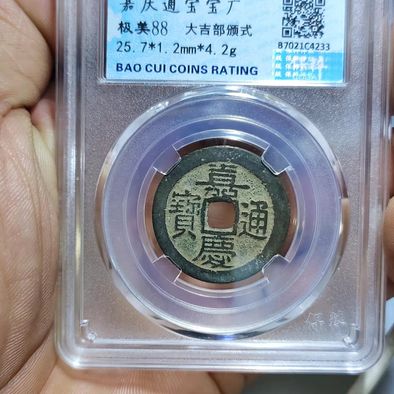 嘉庆通宝宝广
极美88 大吉部颁式
25.7*1.2mm*4.2g
BAO CUI COINS RATING
B7021C4233
嘉慶通寶